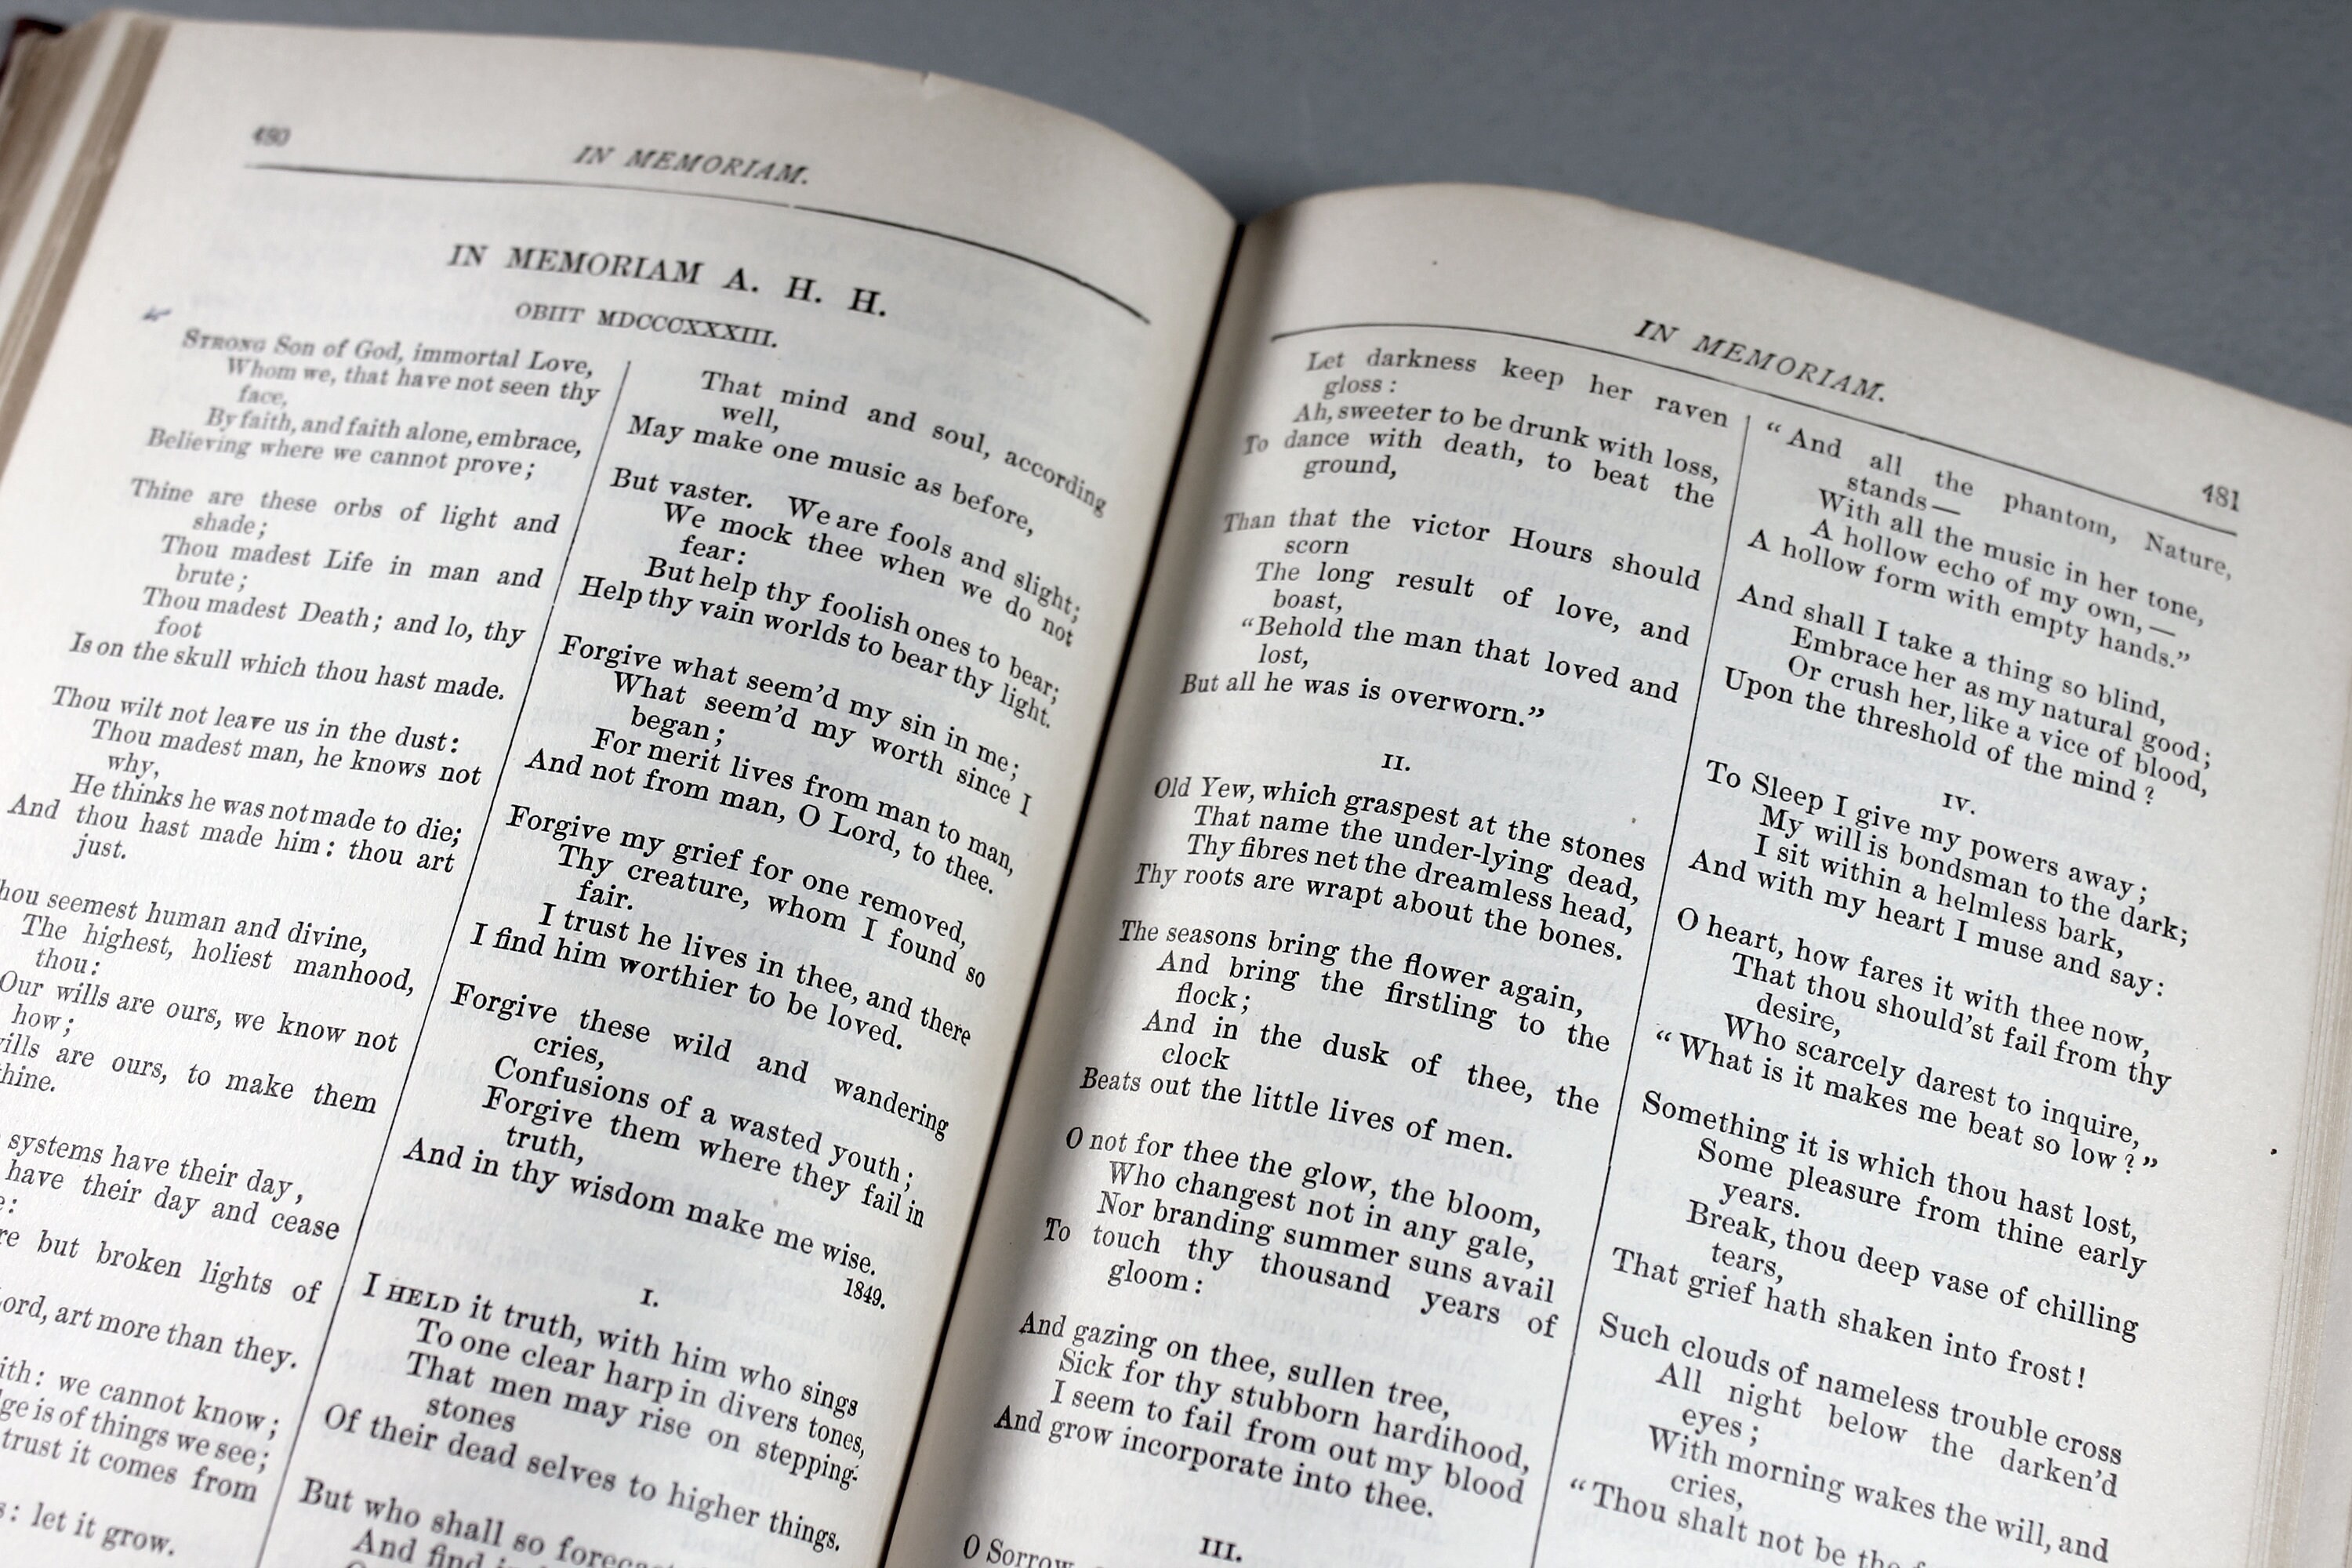 480
IN MEMORIAM.
IN MEMORIAM A. H. H.
OBIIT MDCCCXXXIII.
STRONG Son of God, immortal Love,
Whom we, that have not seen thy
face,
By faith, and faith alone, embrace,
Believing where we cannot prove;
Thine are these orbs of light and
shade;
Thou madest Life in man and
brute;
Thou madest Death; and lo, thy
foot
Is on the skull which thou hast made.
Thou wilt not leave us in the dust:
Thou madest man, he knows not
why,
He thinks he was not made to die;
And thou hast made him: thou art
just.
hou seemest human and divine,
The highest, holiest manhood,
thou:
Our wills are ours, we know not
how;
ills are ours, to make them
hine.
systems have their day,
have their day and cease
e:
re but broken lights of
ord, art more than they.
ith: we cannot know;
ge is of things we see;
trust it comes from
s: let it grow.
That mind and soul, according
well,
May make one music as before,
But vaster. We are fools and slight;
We mock thee when we do not
fear:
But help thy foolish ones to bear;
Help thy vain worlds to bear thy light.
Forgive what seem'd my sin in me;
What seem'd my worth since I
began;
For merit lives from man to man,
And not from man, O Lord, to thee.
Forgive my grief for one removed,
Thy creature, whom I found so
fair.
I trust he lives in thee, and there
I find him worthier to be loved.
Forgive these wild and wandering
cries,
Confusions of a wasted youth;
Forgive them where they fail in
truth,
And in thy wisdom make me wise.
1849.
I.
I HELD it truth, with him who sings
To one clear harp in divers tones,
That men may rise on stepping-
stones
Of their dead selves to higher things.
But who shall so forecas
And find in
IN MEMORIAM.
481
Let darkness keep her raven
gloss:
Ah, sweeter to be drunk with loss,
To dance with death, to beat the
ground,
Than that the victor Hours should
scorn
The long result of love, and
boast,
"Behold the man that loved and
lost,
But all he was is overworn."
II.
Old Yew, which graspest at the stones
That name the under-lying dead,
Thy fibres net the dreamless head,
Thy roots are wrapt about the bones.
The seasons bring the flower again,
And bring the firstling to the
flock;
And in the dusk of thee, the
clock
Beats out the little lives of men.
O not for thee the glow, the bloom,
Who changest not in any gale,
Nor branding summer suns avail
To touch thy thousand years of
gloom:
And gazing on thee, sullen tree,
Sick for thy stubborn hardihood,
I seem to fail from out my blood
And grow incorporate into thee.
III.
O Sorrow
"And all the phantom, Nature,
stands—
With all the music in her tone,
A hollow echo of my own,—
A hollow form with empty hands."
And shall I take a thing so blind,
Embrace her as my natural good;
Or crush her, like a vice of blood,
Upon the threshold of the mind?
IV.
To Sleep I give my powers away;
My will is bondsman to the dark;
I sit within a helmless bark,
And with my heart I muse and say:
O heart, how fares it with thee now,
That thou should'st fail from thy
desire,
Who scarcely darest to inquire,
"What is it makes me beat so low?"
Something it is which thou hast lost,
Some pleasure from thine early
years.
Break, thou deep vase of chilling
tears,
That grief hath shaken into frost!
Such clouds of nameless trouble cross
All night below the darken'd
eyes;
With morning wakes the will, and
cries,
"Thou shalt not be the f